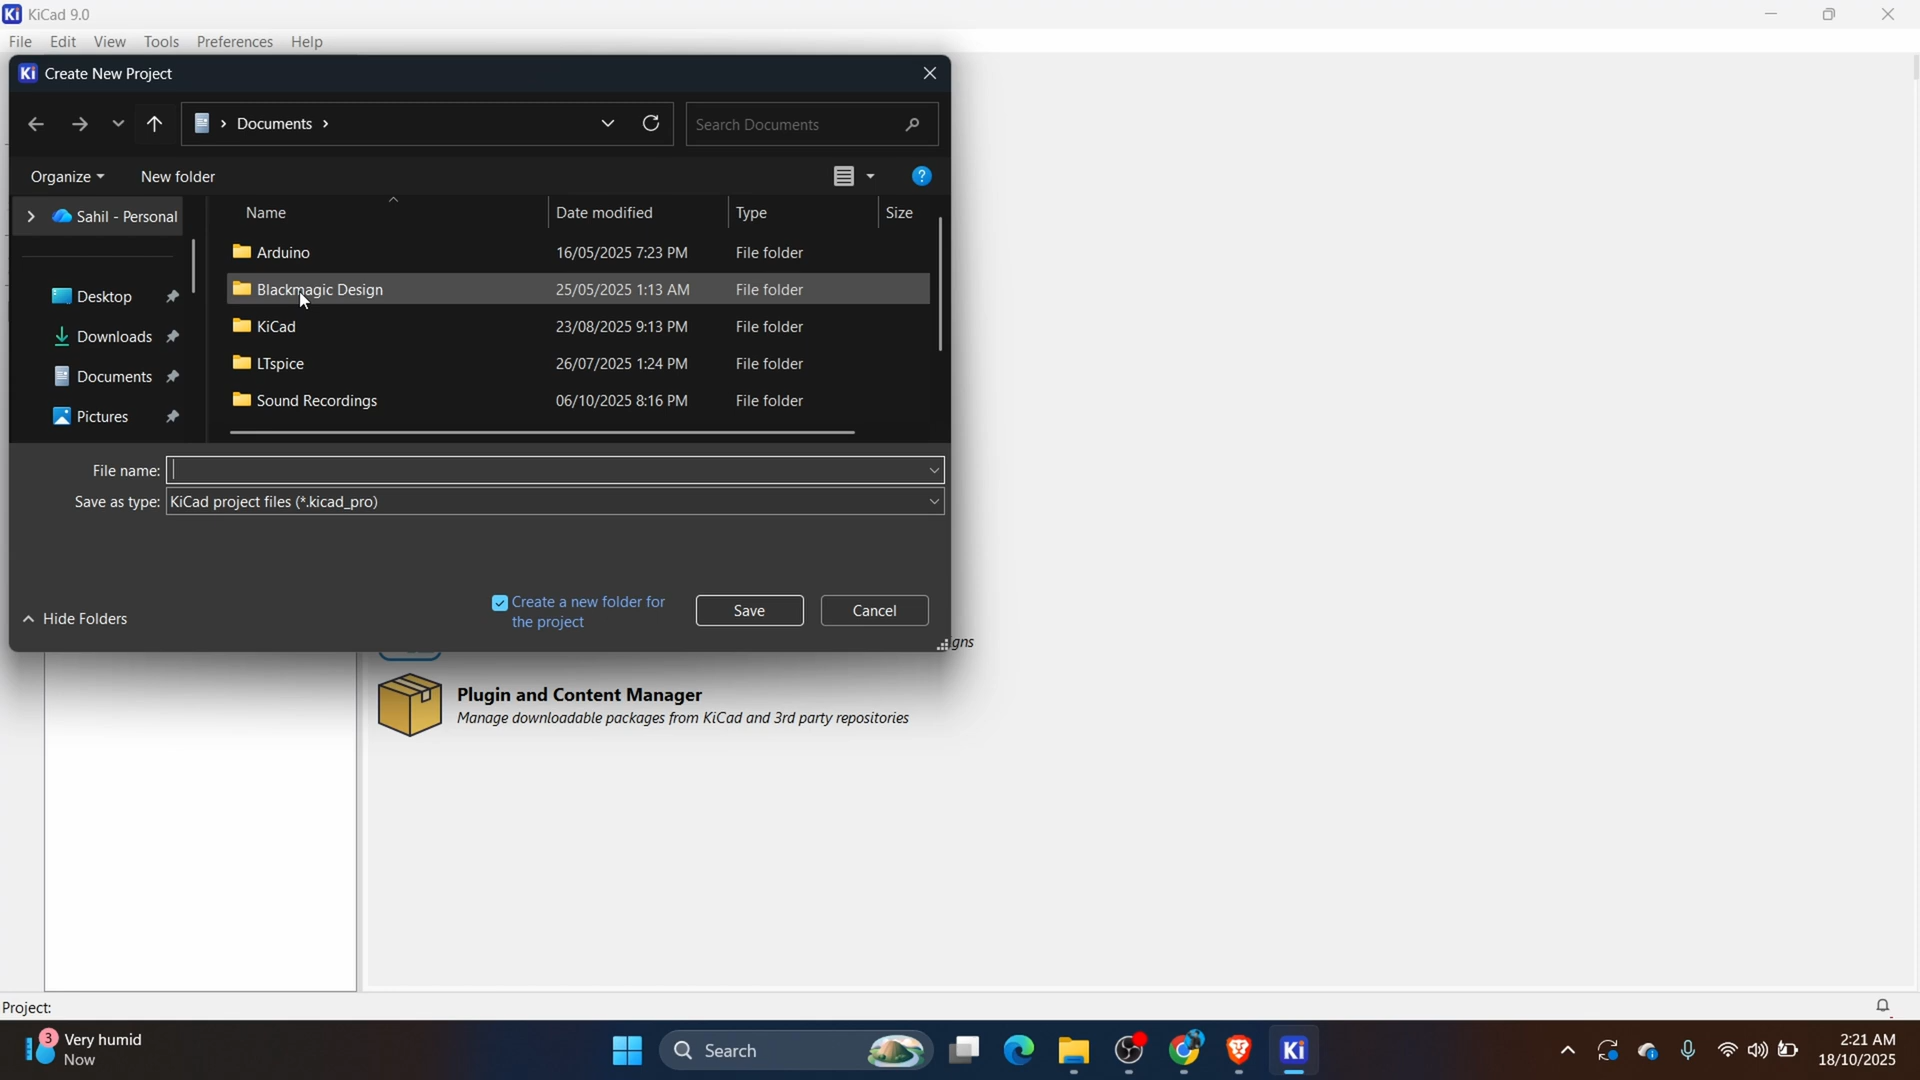 Ki KiCad 9.0
File Edit View Tools Preferences Help
Ki Create New Project
Documents
Search Documents
Organize New folder
Sahil - Personal
Desktop
Downloads
Documents
Pictures
Name Date modified Type Size
Arduino 16/05/2025 7:23 PM File folder
Blackmagic Design 25/05/2025 1:13 AM File folder
KiCad 23/08/2025 9:13 PM File folder
LTspice 26/07/2025 1:24 PM File folder
Sound Recordings 06/10/2025 8:16 PM File folder
File name:
Save as type: KiCad project files (*.kicad_pro)
Hide Folders
Create a new folder for
the project
Save Cancel
gns
Plugin and Content Manager
Manage downloadable packages from KiCad and 3rd party repositories
Project:
3 Very humid
Now
Search
Ki
2:21 AM
18/10/2025